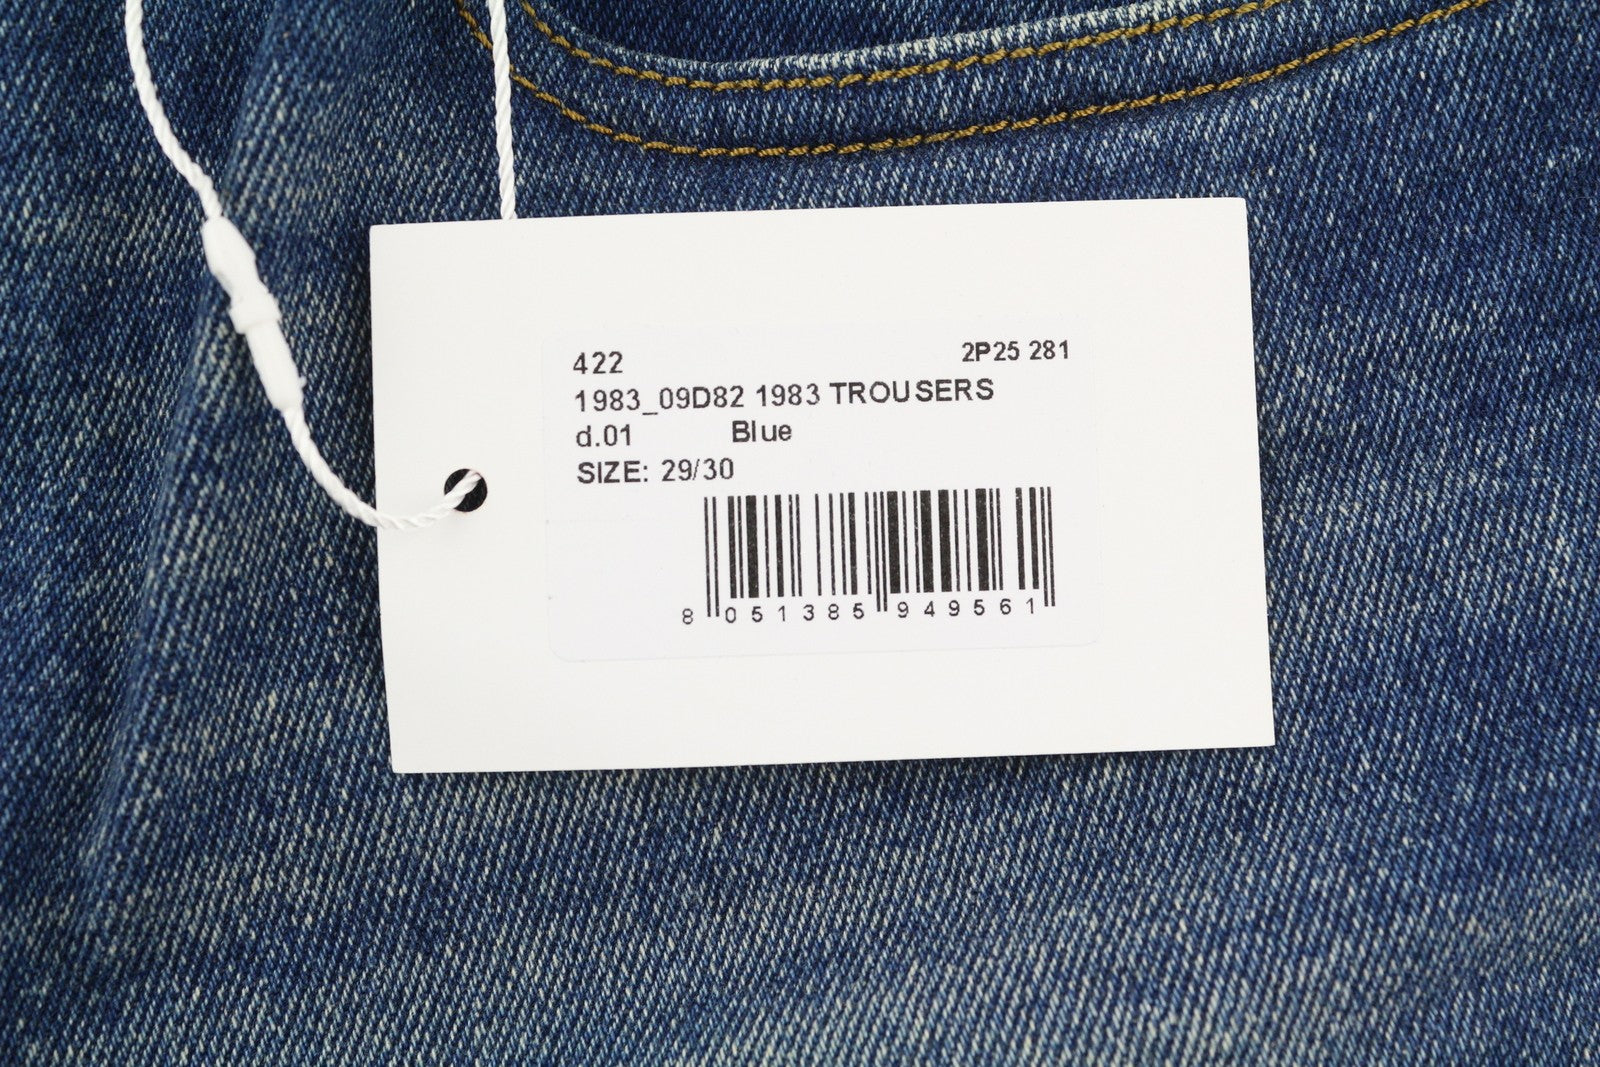 422 2P25 281
1983_09D82 1983 TROUSERS
d.01 Blue
SIZE: 29/30
8 051385 949561